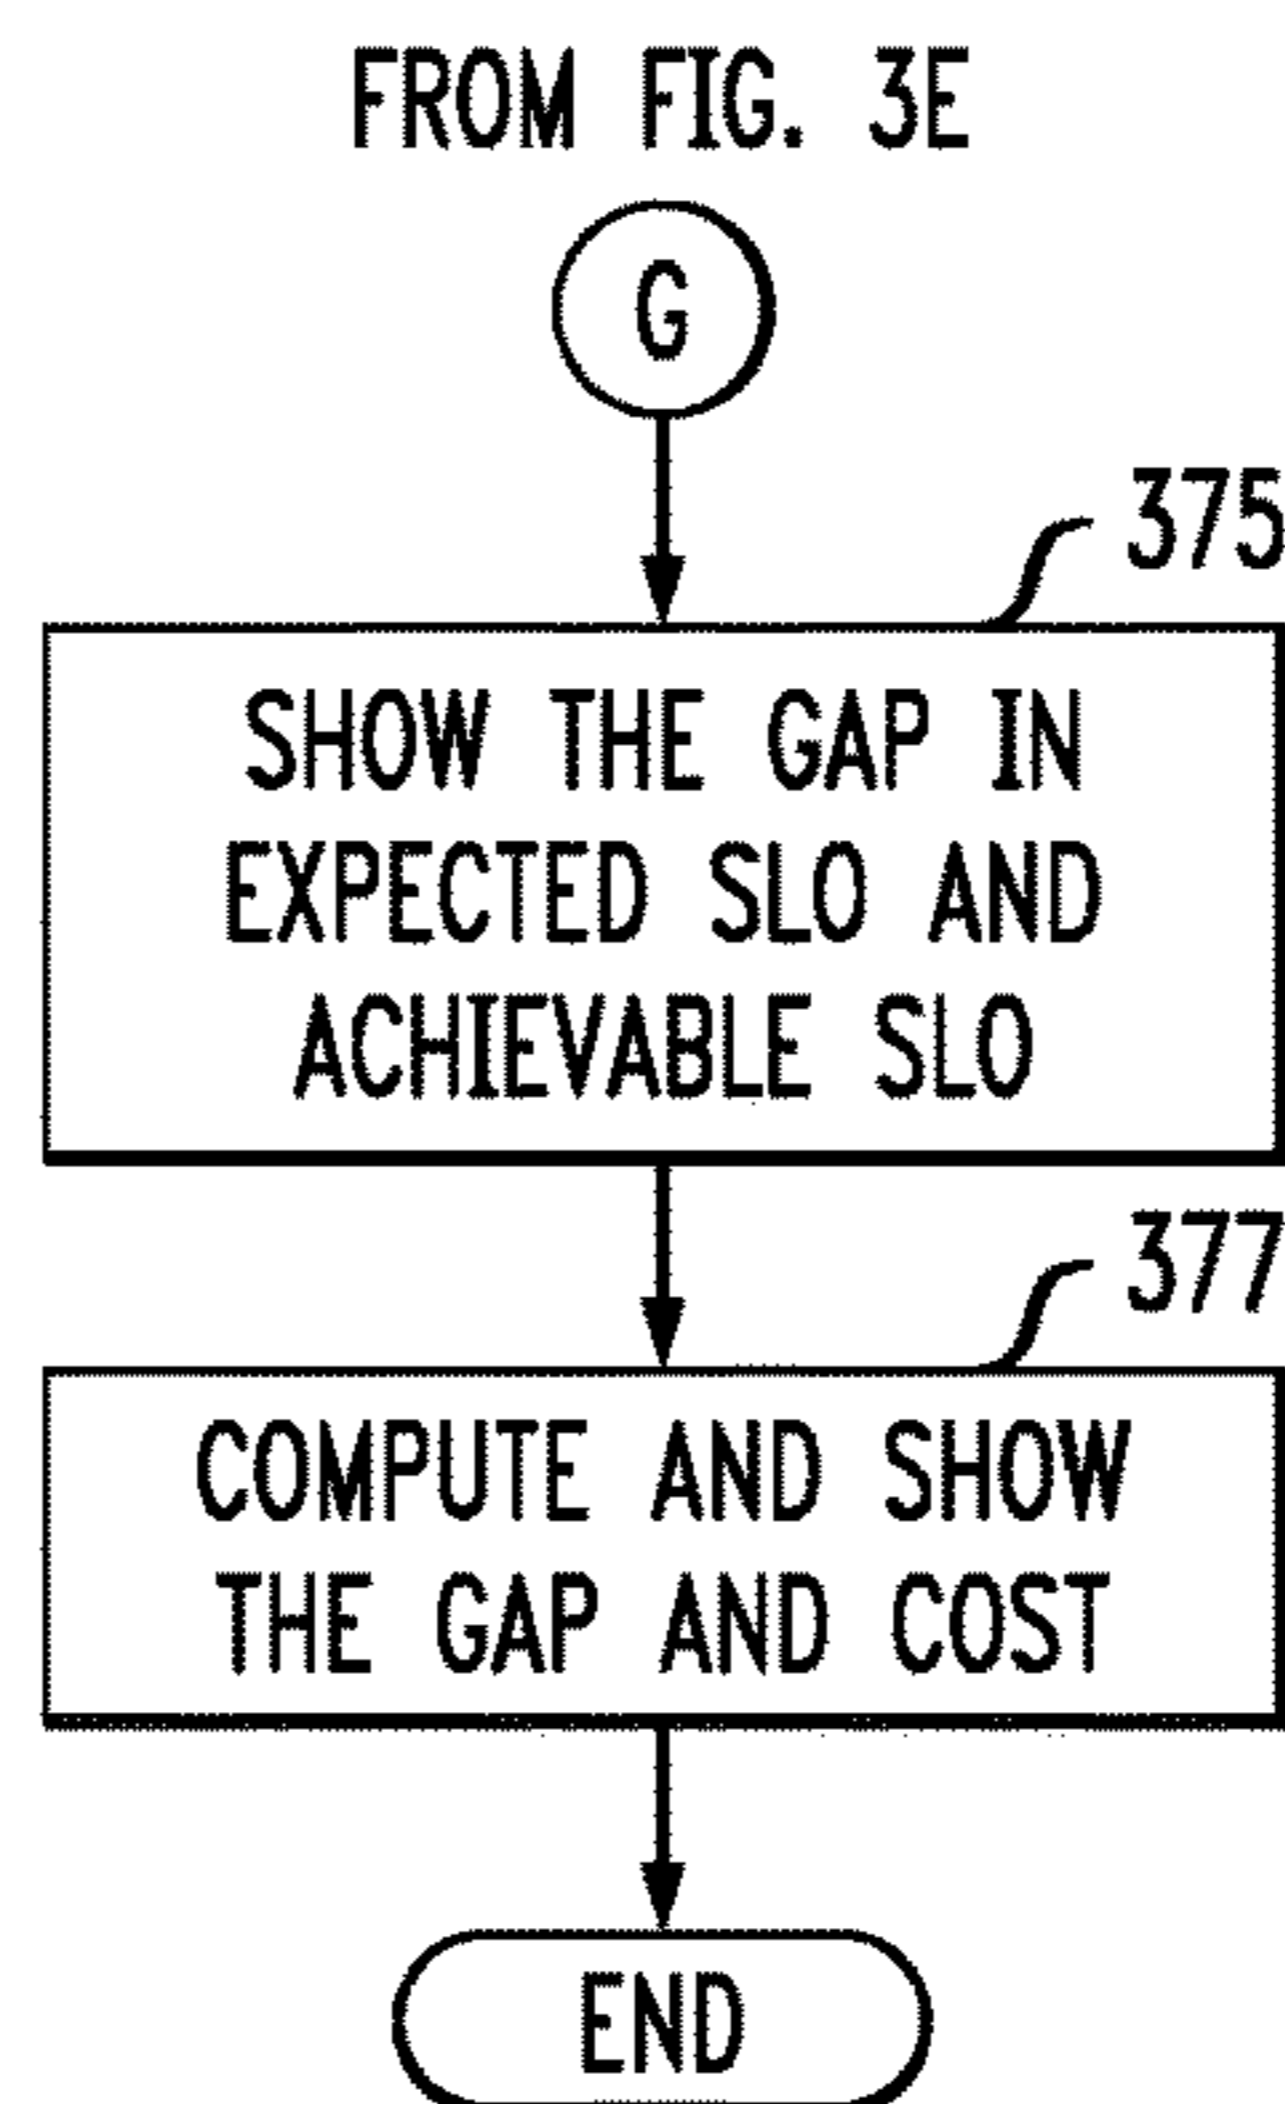 FROM FIG. 3E
G
375
SHOW THE GAP IN
EXPECTED SLO AND
ACHIEVABLE SLO
377
COMPUTE AND SHOW
THE GAP AND COST
END